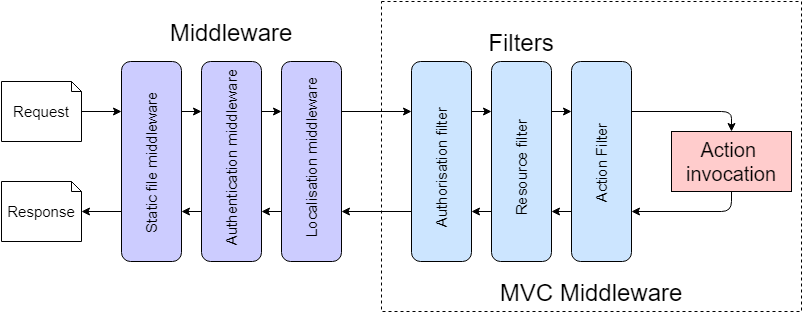 Middleware
Filters
Request
Response
Static file middleware
Authentication middleware
Localisation middleware
Authorisation filter
Resource filter
Action Filter
Action
invocation
MVC Middleware